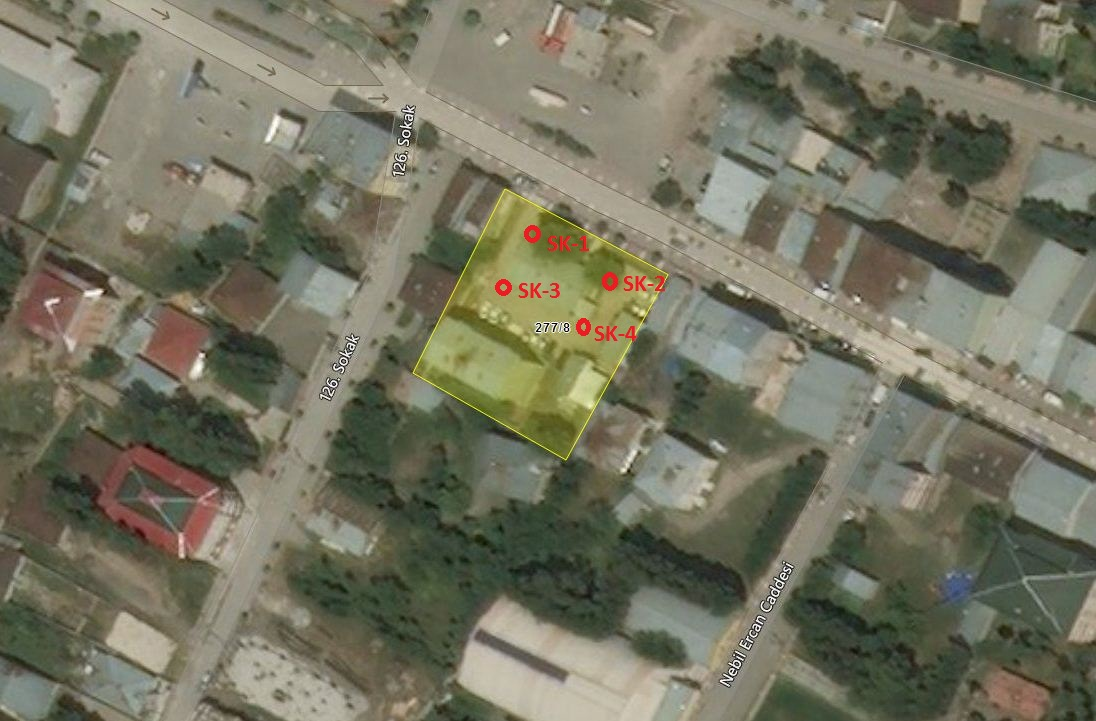 126. Sokak
SK-1
SK-2
SK-3
277/8
SK-4
126. Sokak
Nebil Ercan Caddesi